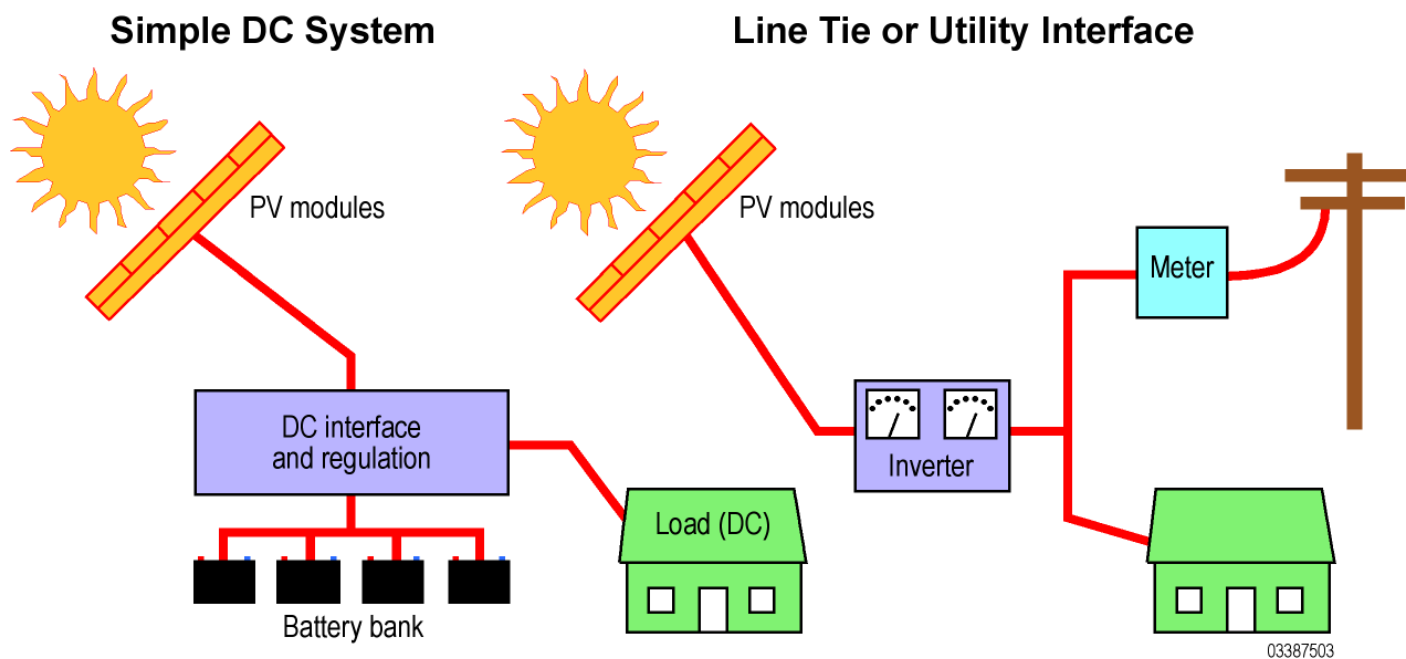 Simple DC System
PV modules
DC interface
and regulation
Load (DC)
Battery bank
Line Tie or Utility Interface
PV modules
Meter
Inverter
03387503